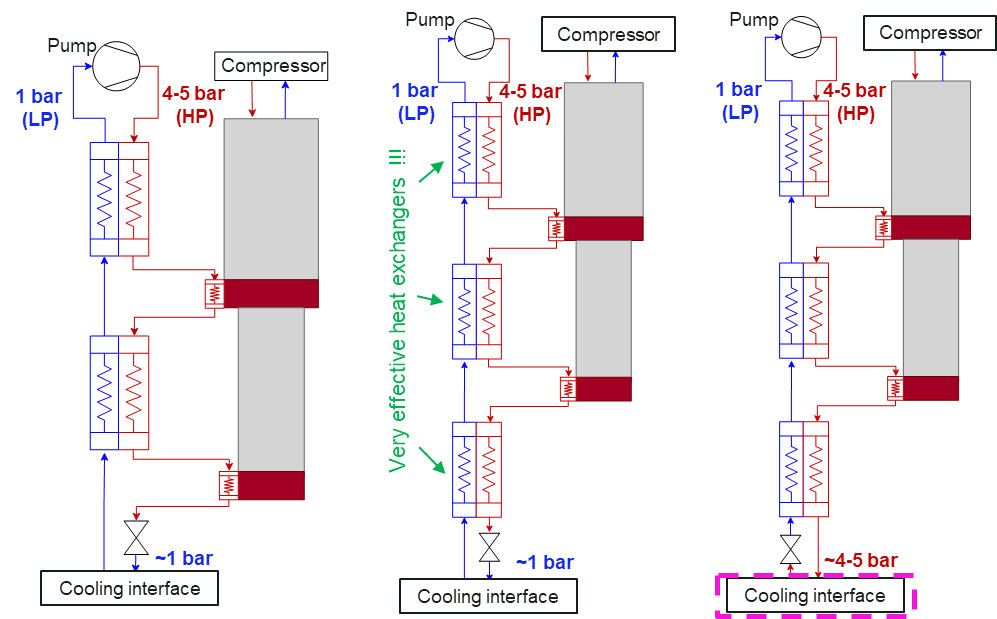 Pump
Compressor
1 bar
(LP)
4-5 bar
(HP)
~1 bar
Cooling interface
Pump
Compressor
1 bar
(LP)
4-5 bar
(HP)
Very effective heat exchangers !!!
~1 bar
Cooling interface
Pump
Compressor
1 bar
(LP)
4-5 bar
(HP)
~4-5 bar
Cooling interface